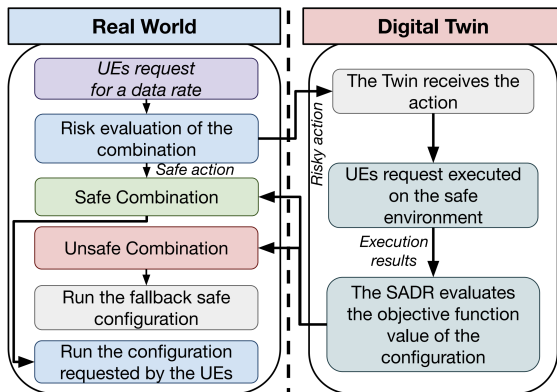 Real World
UEs request
for a data rate
Risk evaluation of the
combination
Safe action
Safe Combination
Unsafe Combination
Run the fallback safe
configuration
Run the configuration
requested by the UEs
Risky action
Digital Twin
The Twin receives the
action
UEs request executed
on the safe
environment
Execution
results
The SADR evaluates
the objective function
value of the
configuration